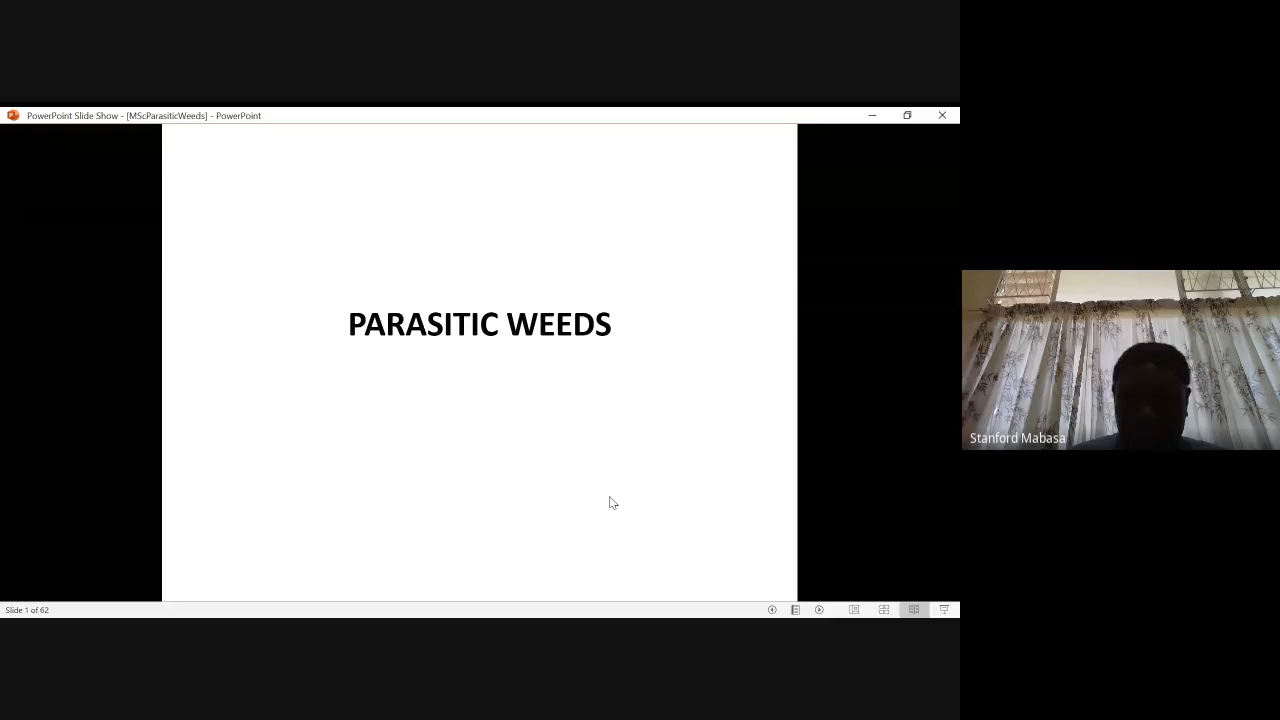 PowerPoint Slide Show - [MScParasiticWeeds] - PowerPoint
PARASITIC WEEDS
Stanford Mabasa
Slide 1 of 62